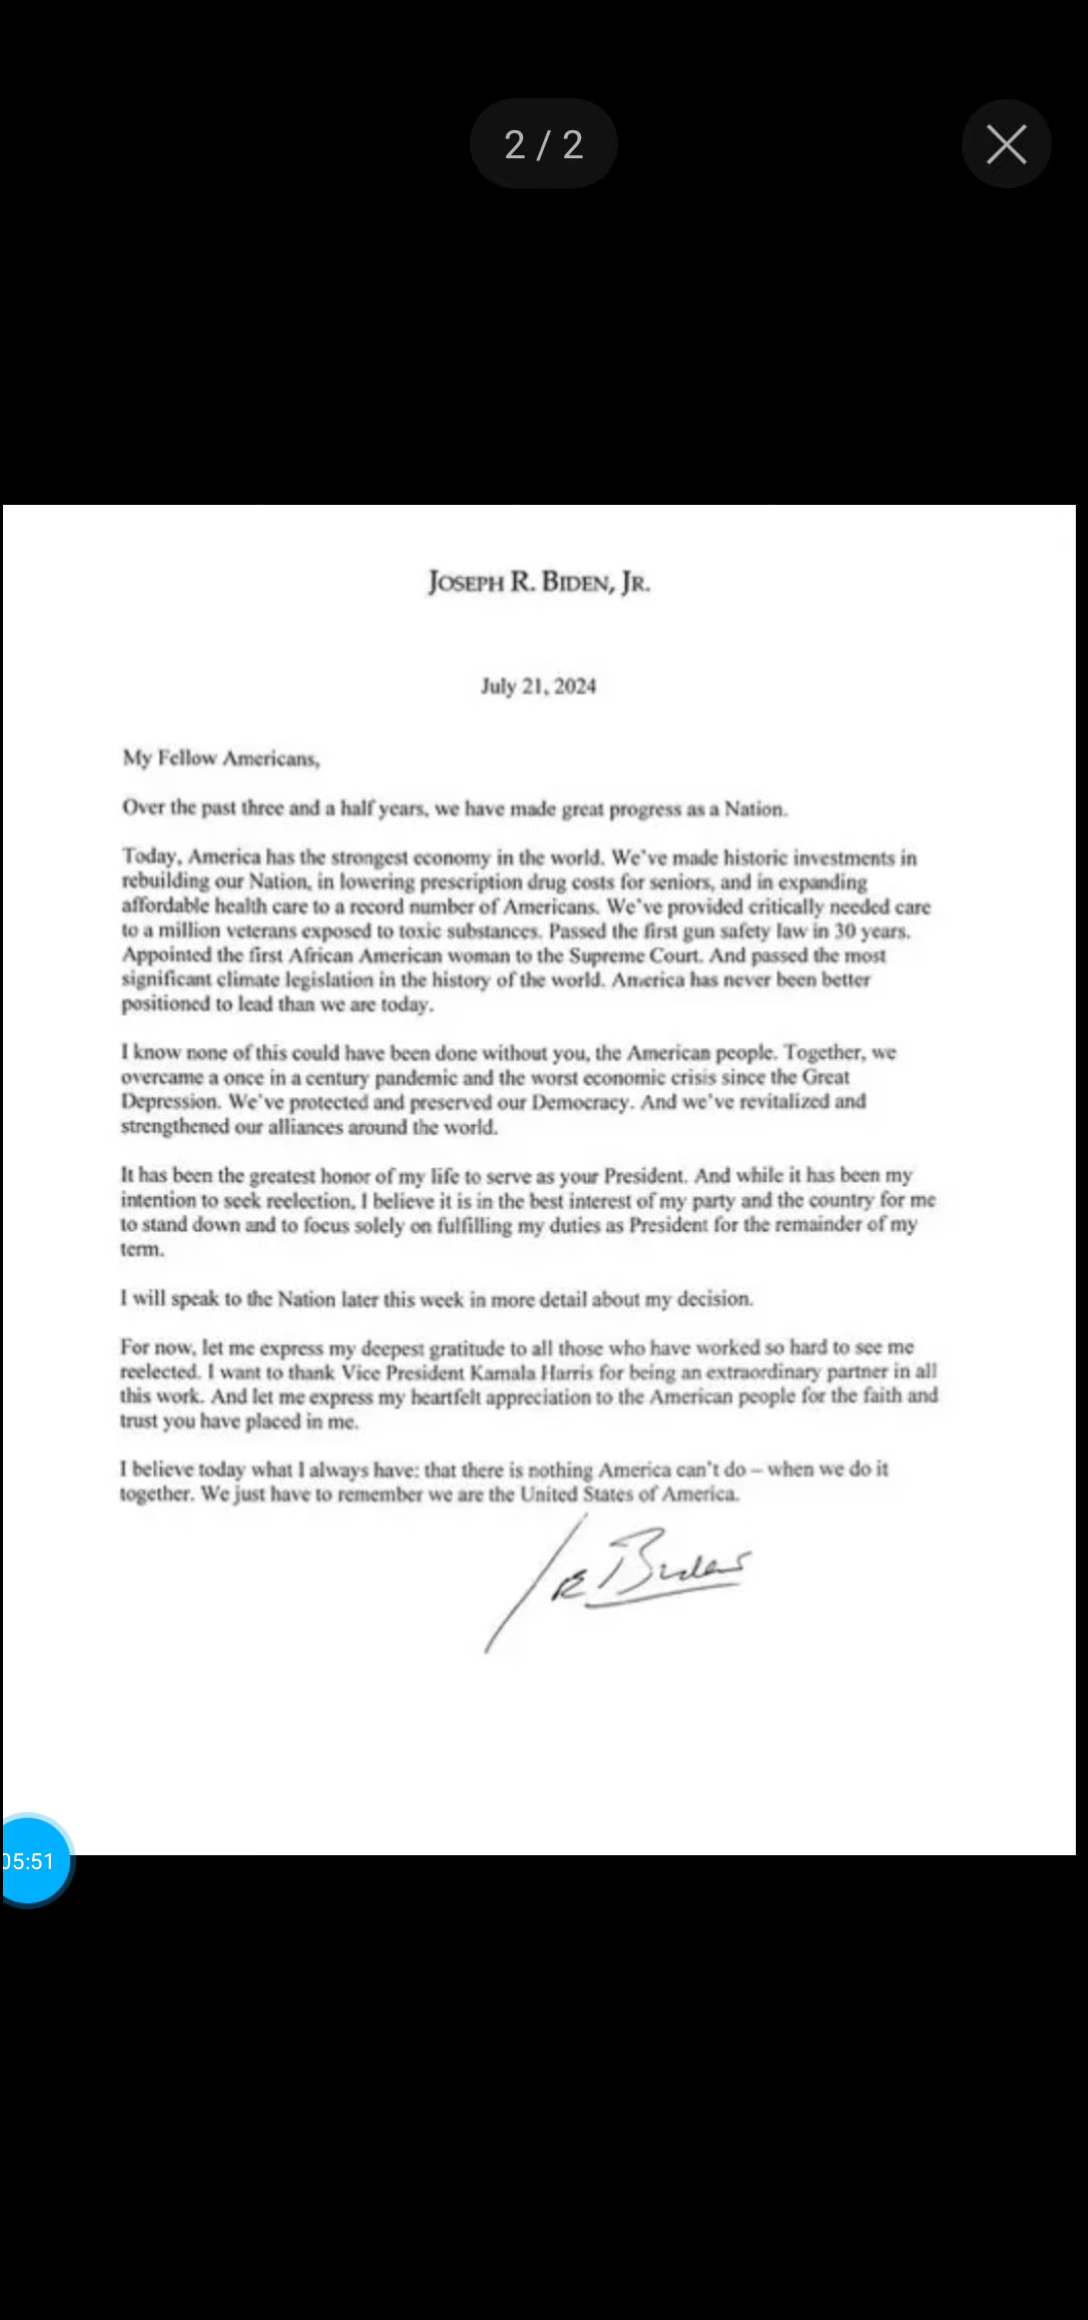 2 / 2
JOSEPH R. BIDEN, JR.
July 21, 2024
My Fellow Americans,
Over the past three and a half years, we have made great progress as a Nation.
Today, America has the strongest economy in the world. We've made historic investments in
rebuilding our Nation, in lowering prescription drug costs for seniors, and in expanding
affordable health care to a record number of Americans. We've provided critically needed care
to a million veterans exposed to toxic substances. Passed the first gun safety law in 30 years.
Appointed the first African American woman to the Supreme Court. And passed the most
significant climate legislation in the history of the world. America has never been better
positioned to lead than we are today.
I know none of this could have been done without you, the American people. Together, we
overcame a once in a century pandemic and the worst economic crisis since the Great
Depression. We've protected and preserved our Democracy. And we've revitalized and
strengthened our alliances around the world.
It has been the greatest honor of my life to serve as your President. And while it has been my
intention to seek reelection, I believe it is in the best interest of my party and the country for me
to stand down and to focus solely on fulfilling my duties as President for the remainder of my
term.
I will speak to the Nation later this week in more detail about my decision.
For now, let me express my deepest gratitude to all those who have worked so hard to see me
reelected. I want to thank Vice President Kamala Harris for being an extraordinary partner in all
this work. And let me express my heartfelt appreciation to the American people for the faith and
trust you have placed in me.
I believe today what I always have: that there is nothing America can't do – when we do it
together. We just have to remember we are the United States of America.
Joe Biden
05:51